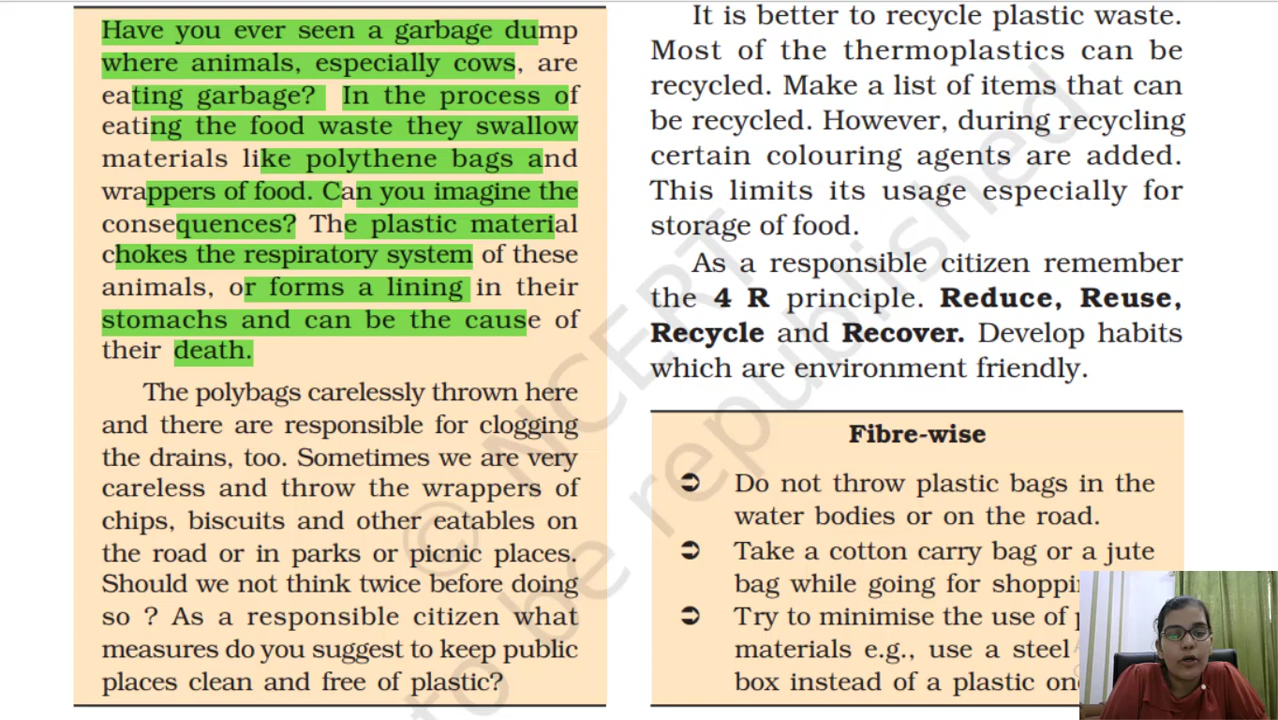 Have you ever seen a garbage dump
where animals, especially cows, are
eating garbage? In the process of
eating the food waste they swallow
materials like polythene bags and
wrappers of food. Can you imagine the
consequences? The plastic material
chokes the respiratory system of these
animals, or forms a lining in their
stomachs and can be the cause of
their death.
The polybags carelessly thrown here
and there are responsible for clogging
the drains, too. Sometimes we are very
careless and throw the wrappers of
chips, biscuits and other eatables on
the road or in parks or picnic places.
Should we not think twice before doing
so ? As a responsible citizen what
measures do you suggest to keep public
places clean and free of plastic?
It is better to recycle plastic waste.
Most of the thermoplastics can be
recycled. Make a list of items that can
be recycled. However, during recycling
certain colouring agents are added.
This limits its usage especially for
storage of food.
As a responsible citizen remember
the 4 R principle. Reduce, Reuse,
Recycle and Recover. Develop habits
which are environment friendly.
Fibre-wise
Do not throw plastic bags in the
water bodies or on the road.
Take a cotton carry bag or a jute
bag while going for
Try to minimise the use of
materials e.g., use a steel
box instead of a plastic
© NCERT
to be republished